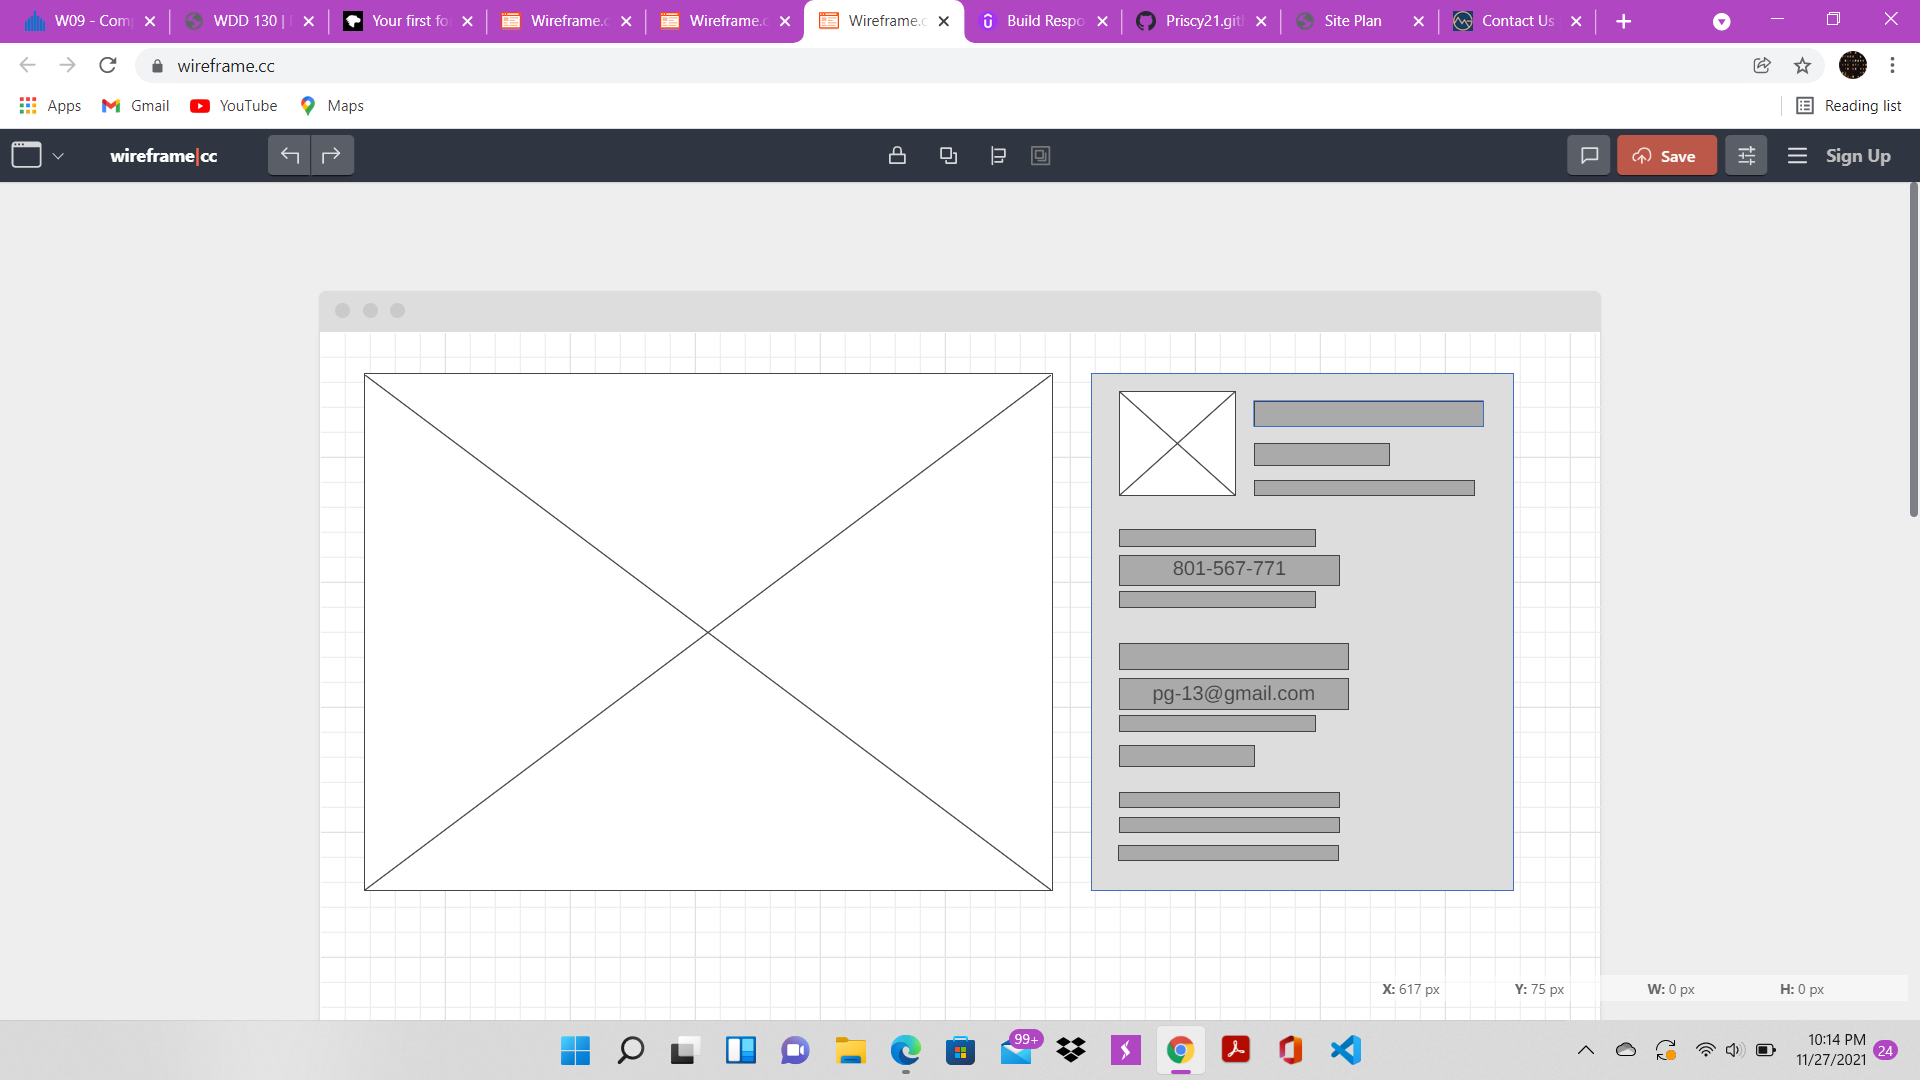 W09 - Com
WDD 130 |
Your first fo
Wireframe.c
Wireframe.c
Wireframe.c
Build Respo
Priscy21.git
Site Plan
Contact Us
wireframe.cc
Apps
Gmail
YouTube
Maps
Reading list
wireframe|cc
Save
Sign Up
801-567-771
pg-13@gmail.com
X: 617 px
Y: 75 px
W: 0 px
H: 0 px
99+
10:14 PM
11/27/2021
24